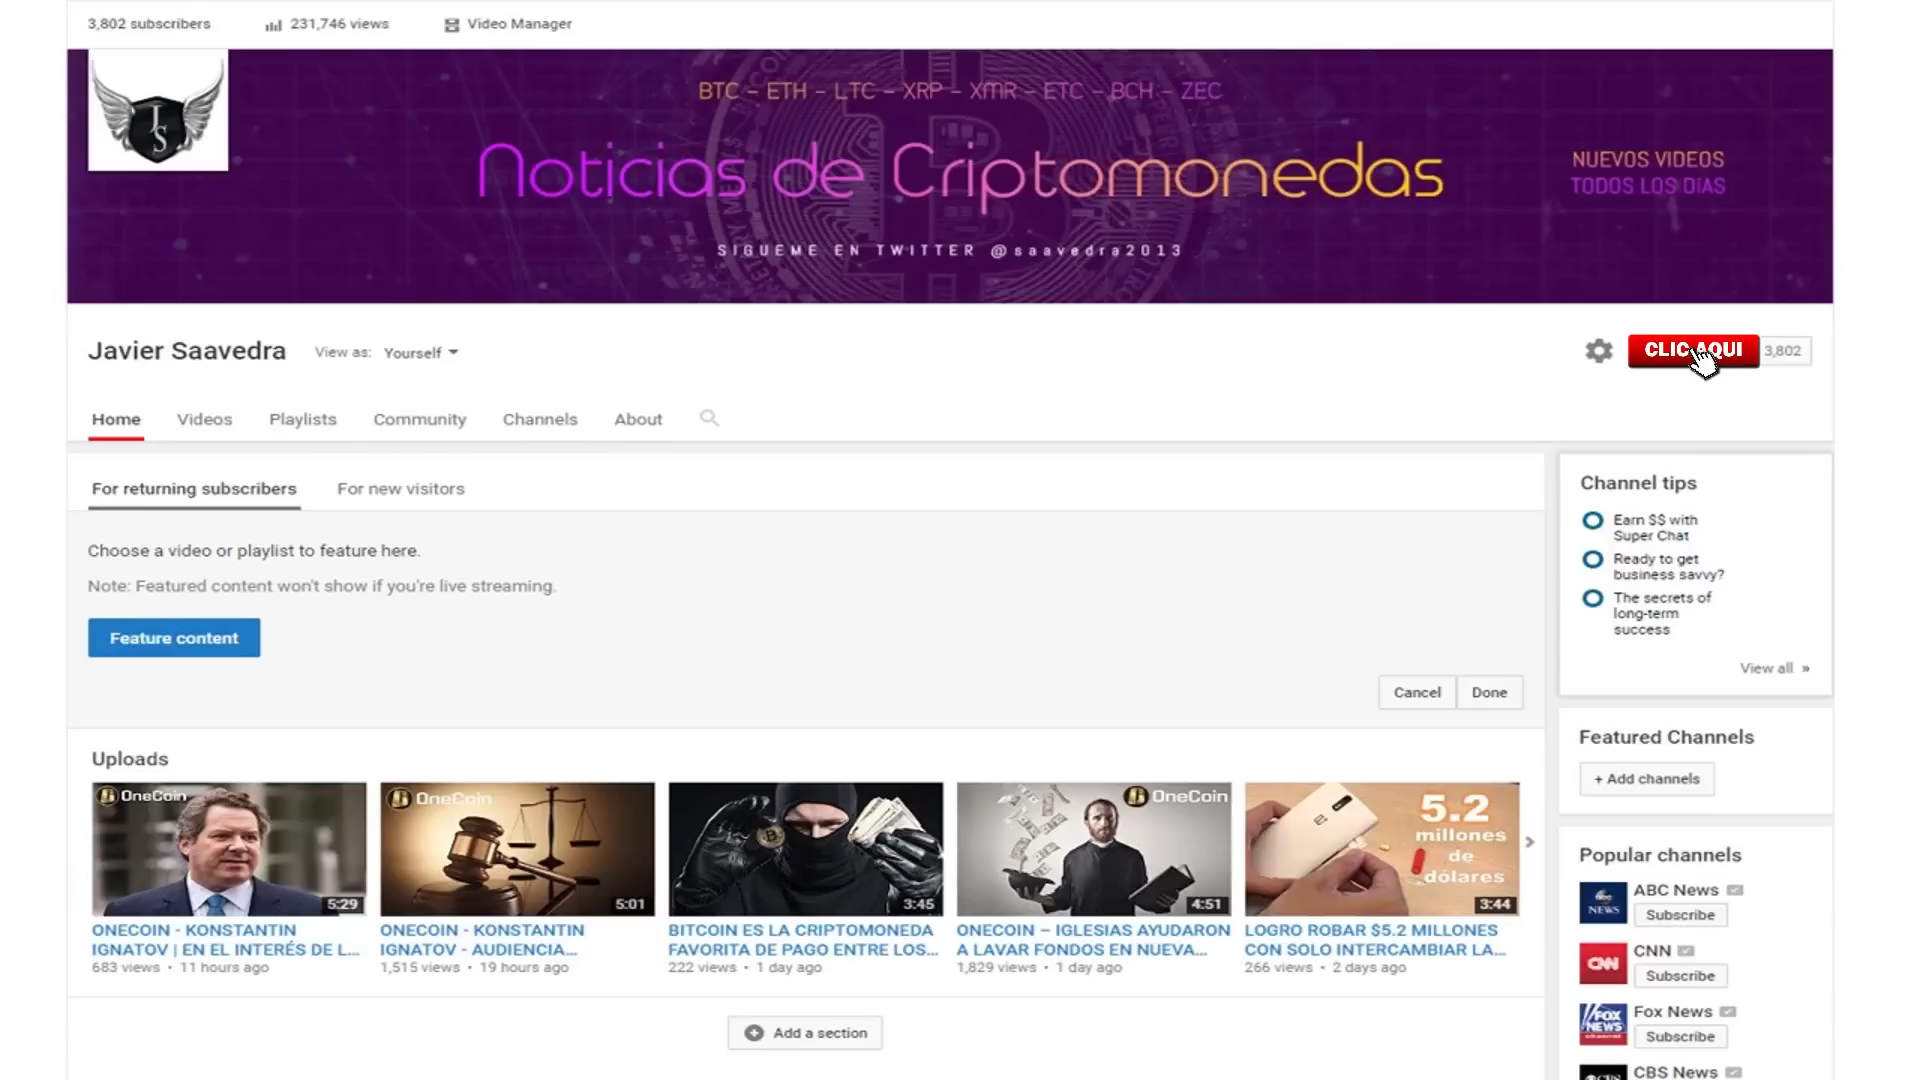 3,802 subscribers 231,746 views Video Manager
JS
BTC - ETH - LTC - XRP - XMR - ETC - BCH - ZEC
Noticias de Criptomonedas
NUEVOS VIDEOS
TODOS LOS DIAS
SIGUEME EN TWITTER @saavedra2013
Javier Saavedra View as: Yourself
CLIC AQUI 3,802
Home Videos Playlists Community Channels About
For returning subscribers For new visitors
Choose a video or playlist to feature here.
Note: Featured content won't show if you're live streaming.
Feature content
Cancel Done
Uploads
OneCoin
5:29
ONECOIN - KONSTANTIN
IGNATOV | EN EL INTERÉS DE L...
683 views • 11 hours ago
OneCoin
5:01
ONECOIN - KONSTANTIN
IGNATOV - AUDIENCIA...
1,515 views • 19 hours ago
3:45
BITCOIN ES LA CRIPTOMONEDA
FAVORITA DE PAGO ENTRE LOS...
222 views • 1 day ago
OneCoin
4:51
ONECOIN – IGLESIAS AYUDARON
A LAVAR FONDOS EN NUEVA...
1,829 views • 1 day ago
5.2
millones
de
dólares
3:44
LOGRO ROBAR $5.2 MILLONES
CON SOLO INTERCAMBIAR LA...
266 views • 2 days ago
Add a section
Channel tips
Earn $$ with
Super Chat
Ready to get
business savvy?
The secrets of
long-term
success
View all »
Featured Channels
+ Add channels
Popular channels
abc
NEWS
ABC News
Subscribe
CNN
CNN
Subscribe
FOX
NEWS
Fox News
Subscribe
CBS News